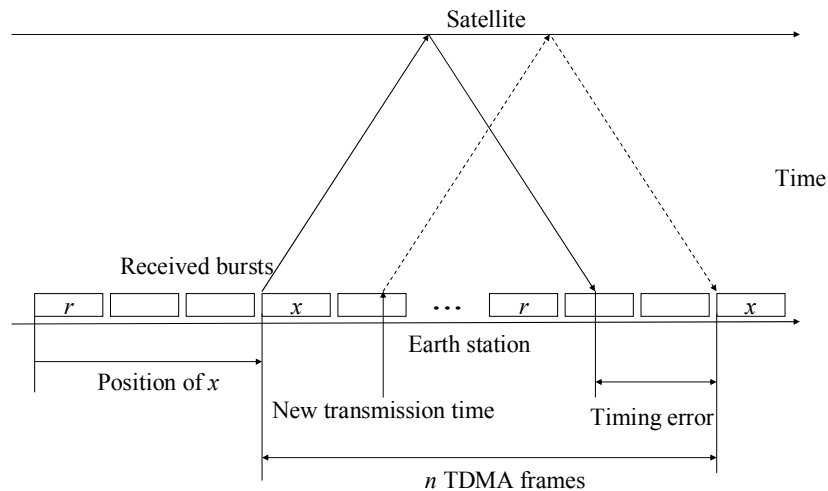 Satellite
Time
Received bursts
r x ... r x
Earth station
Position of x
New transmission time
Timing error
n TDMA frames